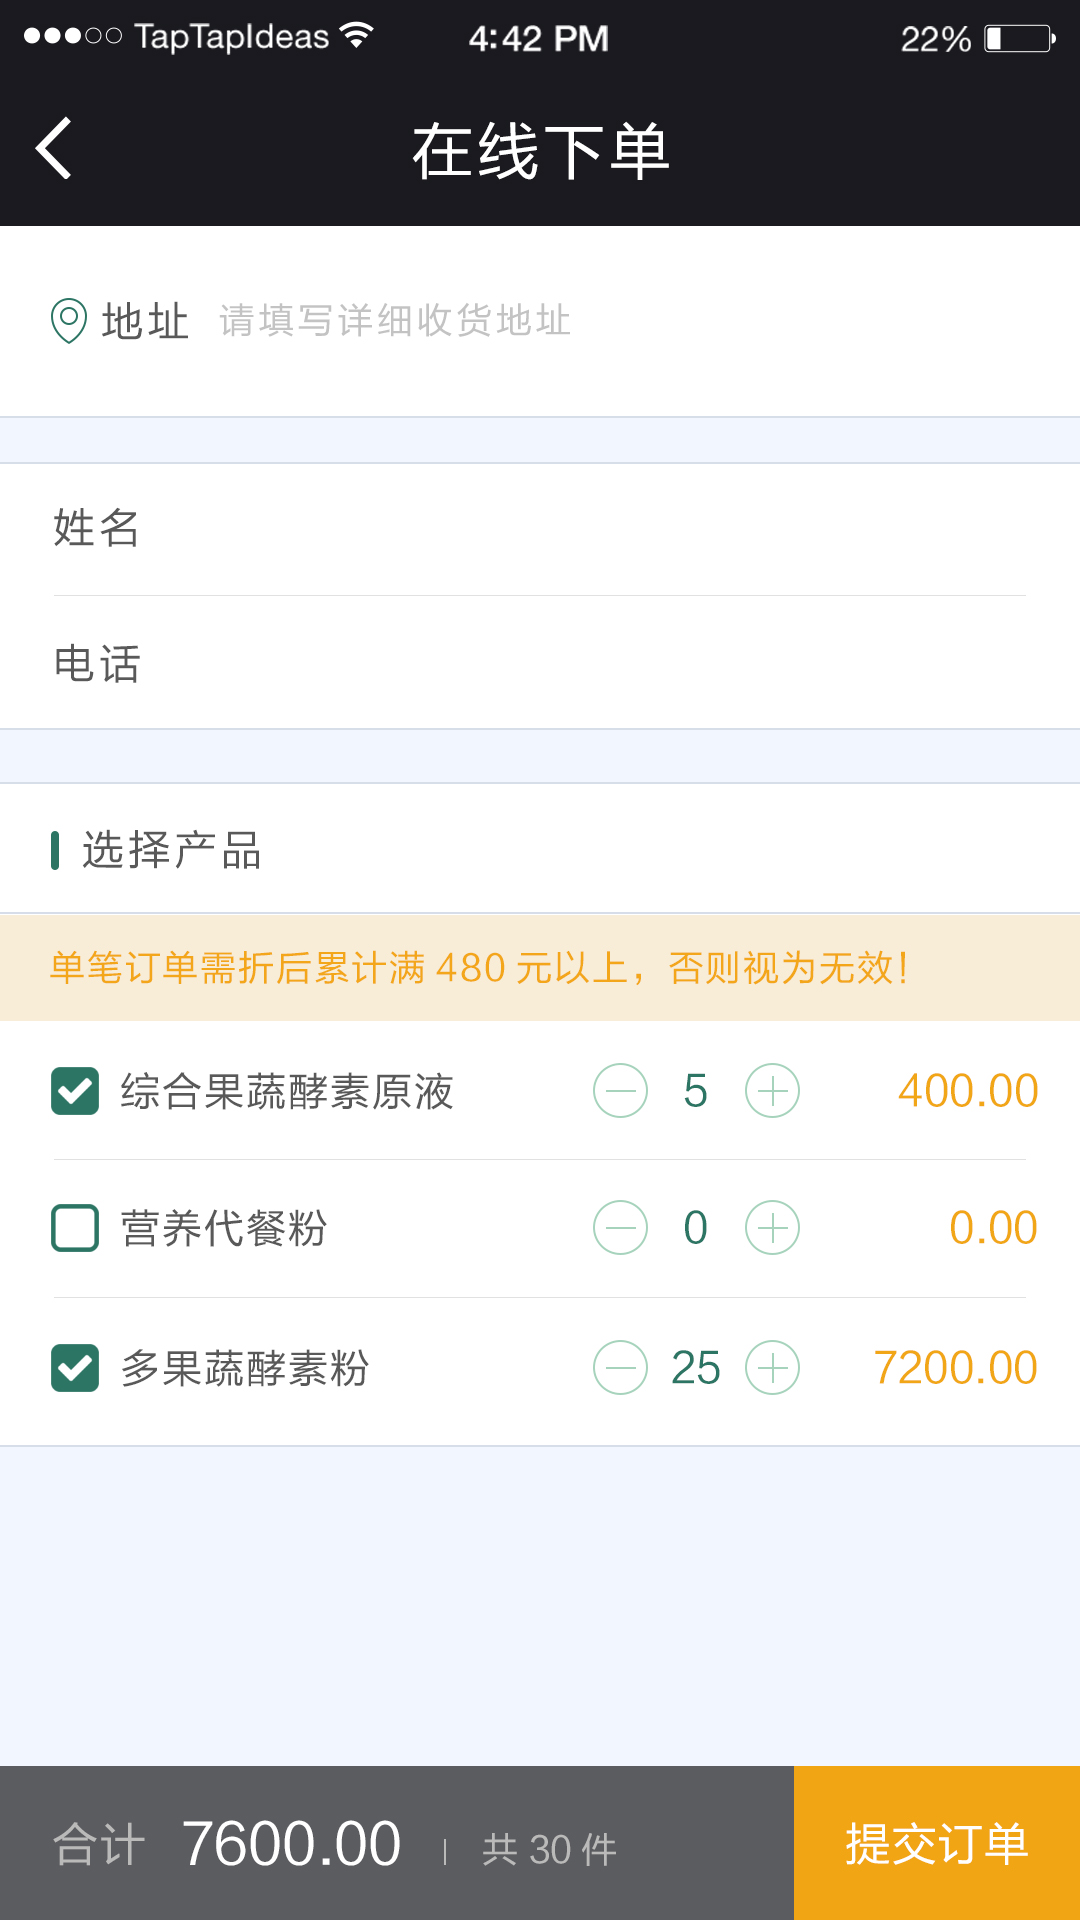 TapTapIdeas 4:42 PM 22%
在线下单
地址 请填写详细收货地址
姓名
电话
选择产品
单笔订单需折后累计满 480 元以上，否则视为无效！
综合果蔬酵素原液 5 400.00
营养代餐粉 0 0.00
多果蔬酵素粉 25 7200.00
合计 7600.00 | 共 30 件 提交订单